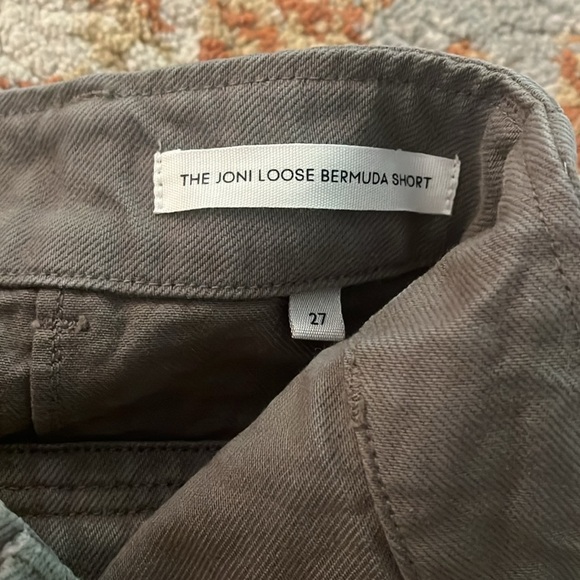 THE JONI LOOSE BERMUDA SHORT
27